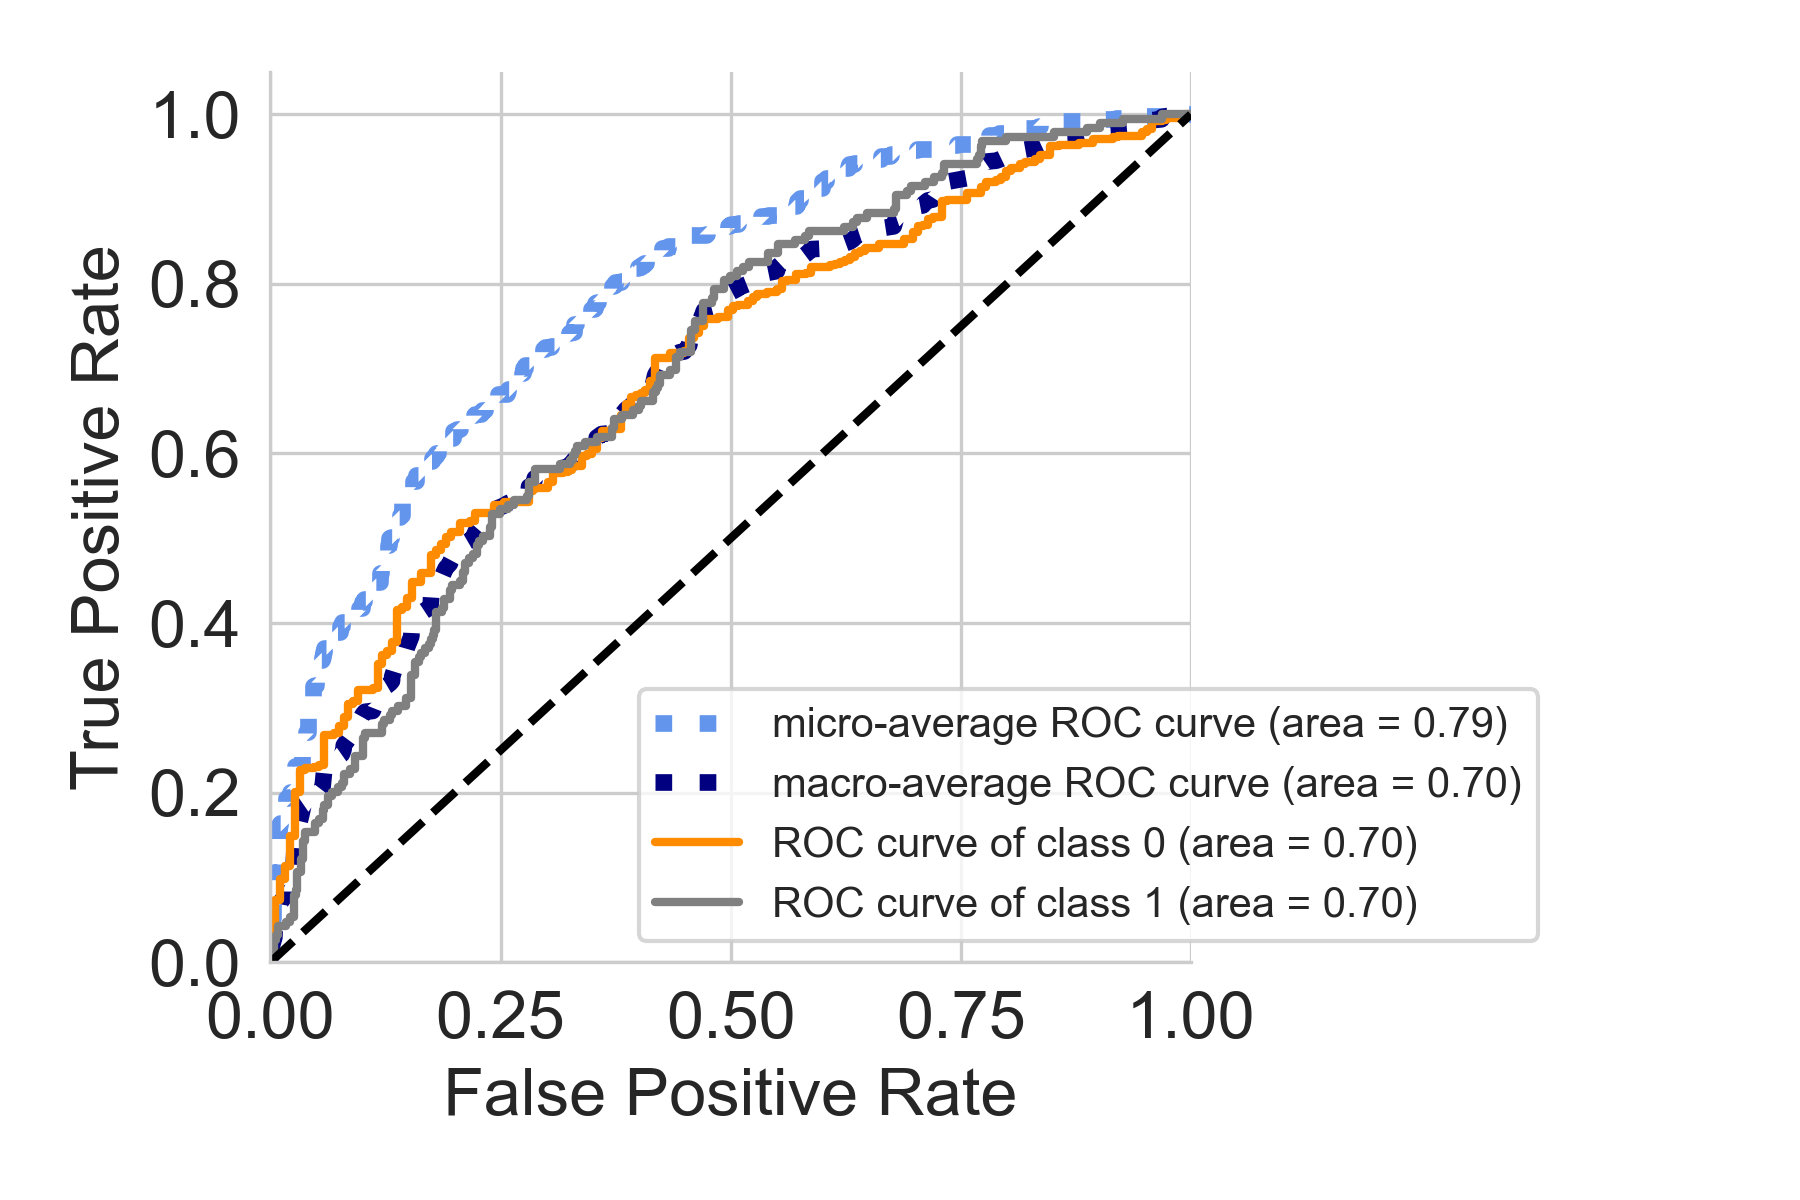 True Positive Rate
1.0
0.8
0.6
0.4
0.2
0.0
micro-average ROC curve (area = 0.79)
macro-average ROC curve (area = 0.70)
ROC curve of class 0 (area = 0.70)
ROC curve of class 1 (area = 0.70)
0.00 0.25 0.50 0.75 1.00
False Positive Rate